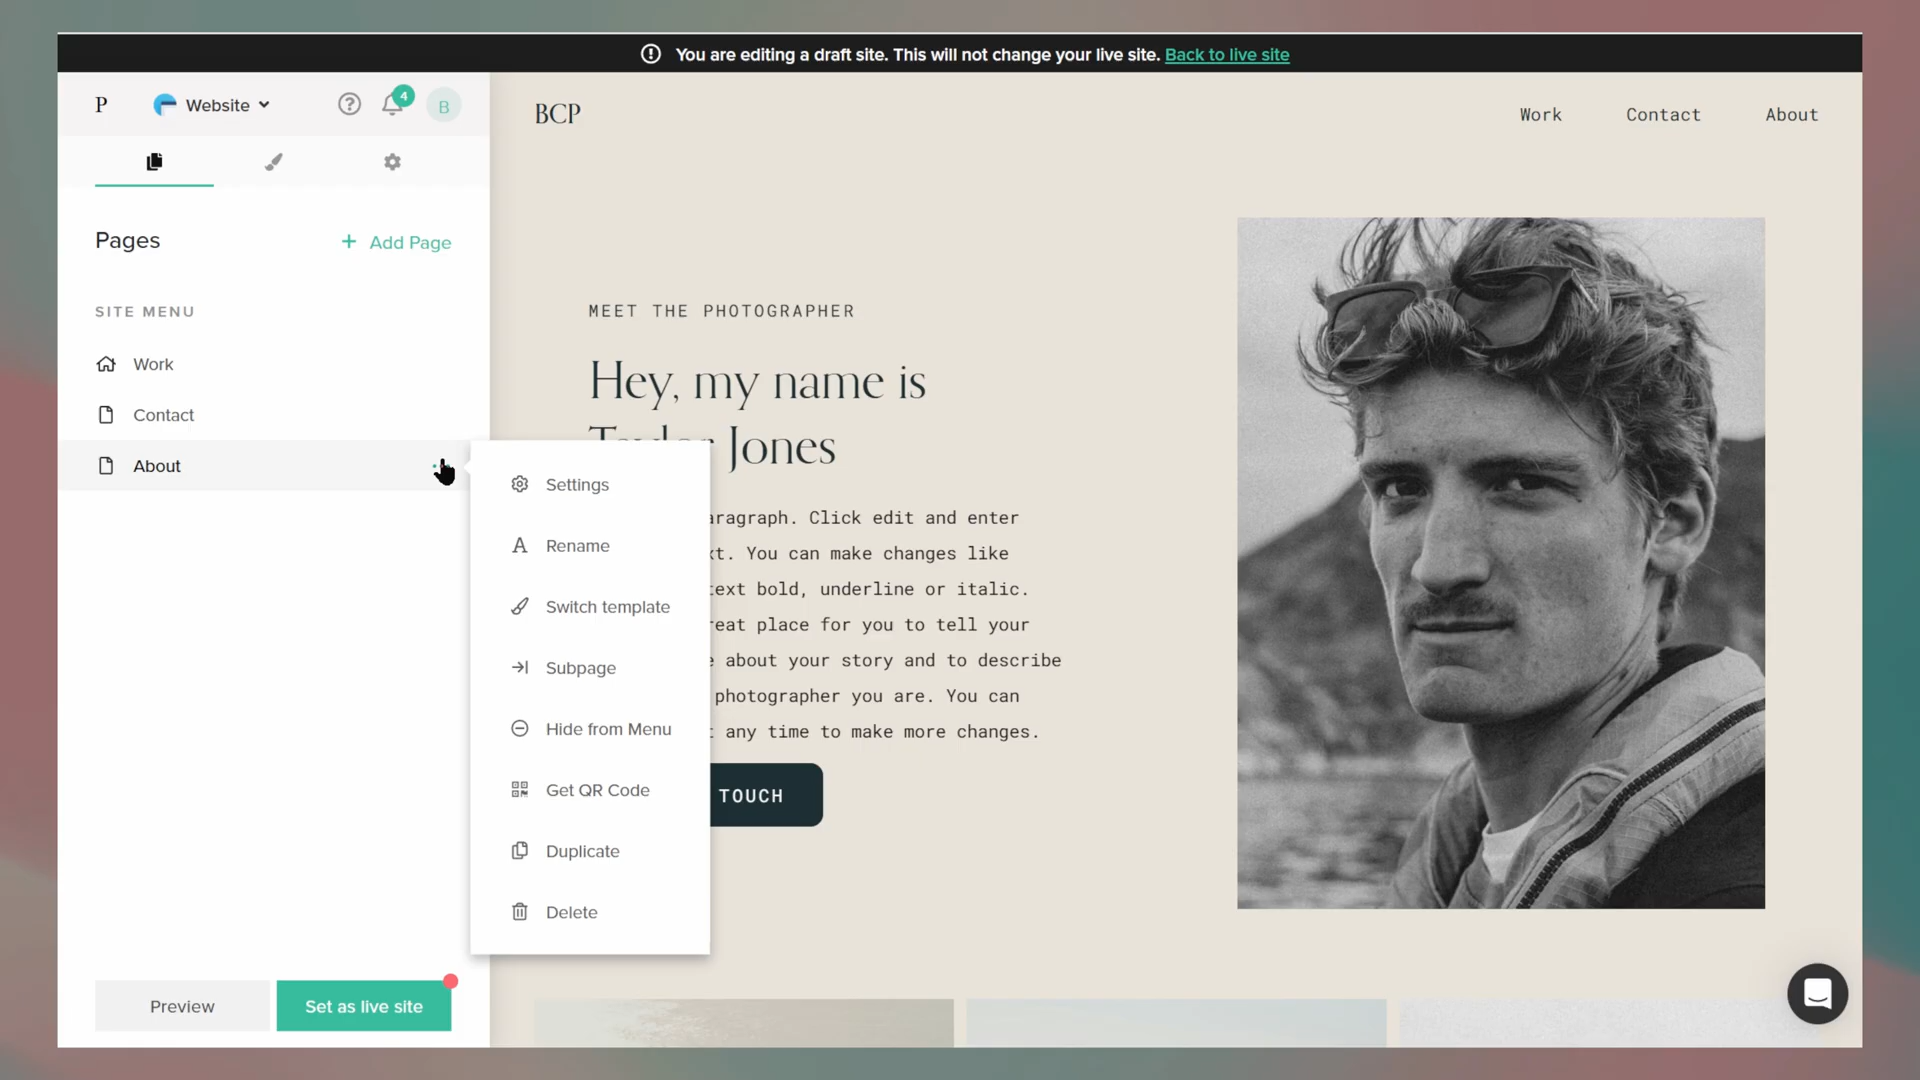 You are editing a draft site. This will not change your live site. Back to live site
P
Website
4
B
Pages
+ Add Page
SITE MENU
Work
Contact
About
Settings
Rename
Switch template
Subpage
Hide from Menu
Get QR Code
Duplicate
Delete
Preview
Set as live site
BCP
Work
Contact
About
MEET THE PHOTOGRAPHER
Hey, my name is
Jones
aragraph. Click edit and enter
t. You can make changes like
text bold, underline or italic.
reat place for you to tell your
about your story and to describe
photographer you are. You can
any time to make more changes.
TOUCH